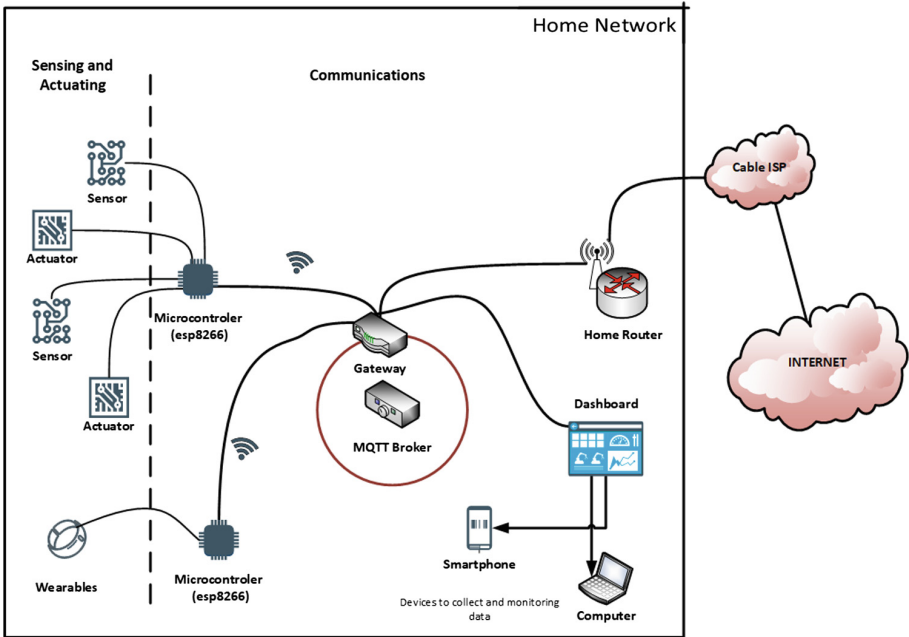 Home Network
Sensing and
Actuating
Communications
Sensor
Actuator
Sensor
Actuator
Microcontroler
(esp8266)
Gateway
MQTT Broker
Home Router
Cable ISP
INTERNET
Dashboard
Wearables
Microcontroler
(esp8266)
Smartphone
Devices to collect and monitoring
data
Computer